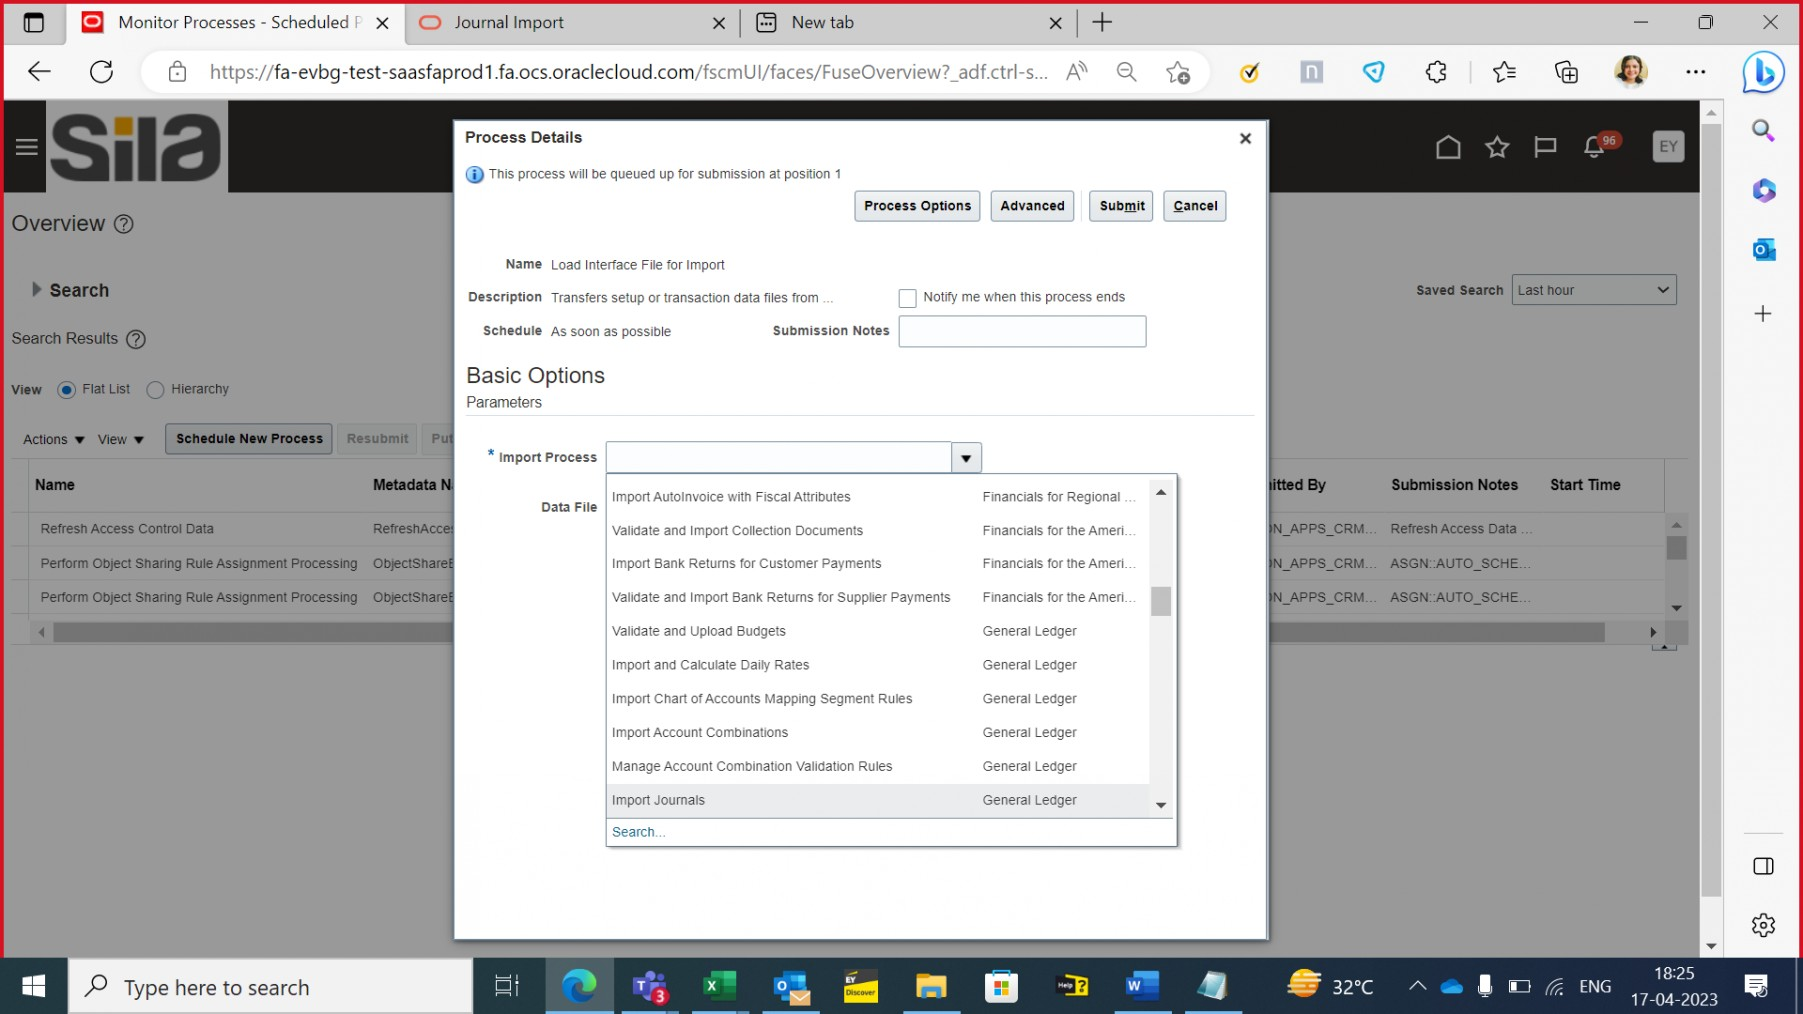 Monitor Processes - Scheduled P
Journal Import
New tab
https://fa-evbg-test-saasfaprod1.fa.ocs.oraclecloud.com/fscmUI/faces/FuseOverview?_adf.ctrl-s...
sila
96
EY
Process Details
This process will be queued up for submission at position 1
Process Options
Advanced
Submit
Cancel
Overview
Name Load Interface File for Import
Description Transfers setup or transaction data files from ...
Notify me when this process ends
Schedule As soon as possible
Submission Notes
Search
Saved Search Last hour
Search Results
View Flat List Hierarchy
Basic Options
Parameters
Actions View Schedule New Process Resubmit Put
* Import Process
Data File
Name Metadata N
itted By Submission Notes Start Time
Refresh Access Control Data RefreshAcce
ON_APPS_CRM... Refresh Access Data ...
Perform Object Sharing Rule Assignment Processing ObjectShareE
ON_APPS_CRM... ASGN::AUTO_SCHE...
Perform Object Sharing Rule Assignment Processing ObjectShareE
ON_APPS_CRM... ASGN::AUTO_SCHE...
Import AutoInvoice with Fiscal Attributes Financials for Regional ...
Validate and Import Collection Documents Financials for the Ameri...
Import Bank Returns for Customer Payments Financials for the Ameri...
Validate and Import Bank Returns for Supplier Payments Financials for the Ameri...
Validate and Upload Budgets General Ledger
Import and Calculate Daily Rates General Ledger
Import Chart of Accounts Mapping Segment Rules General Ledger
Import Account Combinations General Ledger
Manage Account Combination Validation Rules General Ledger
Import Journals General Ledger
Search...
Type here to search
3
EY
Discover
Help ?
32°C
ENG
18:25
17-04-2023